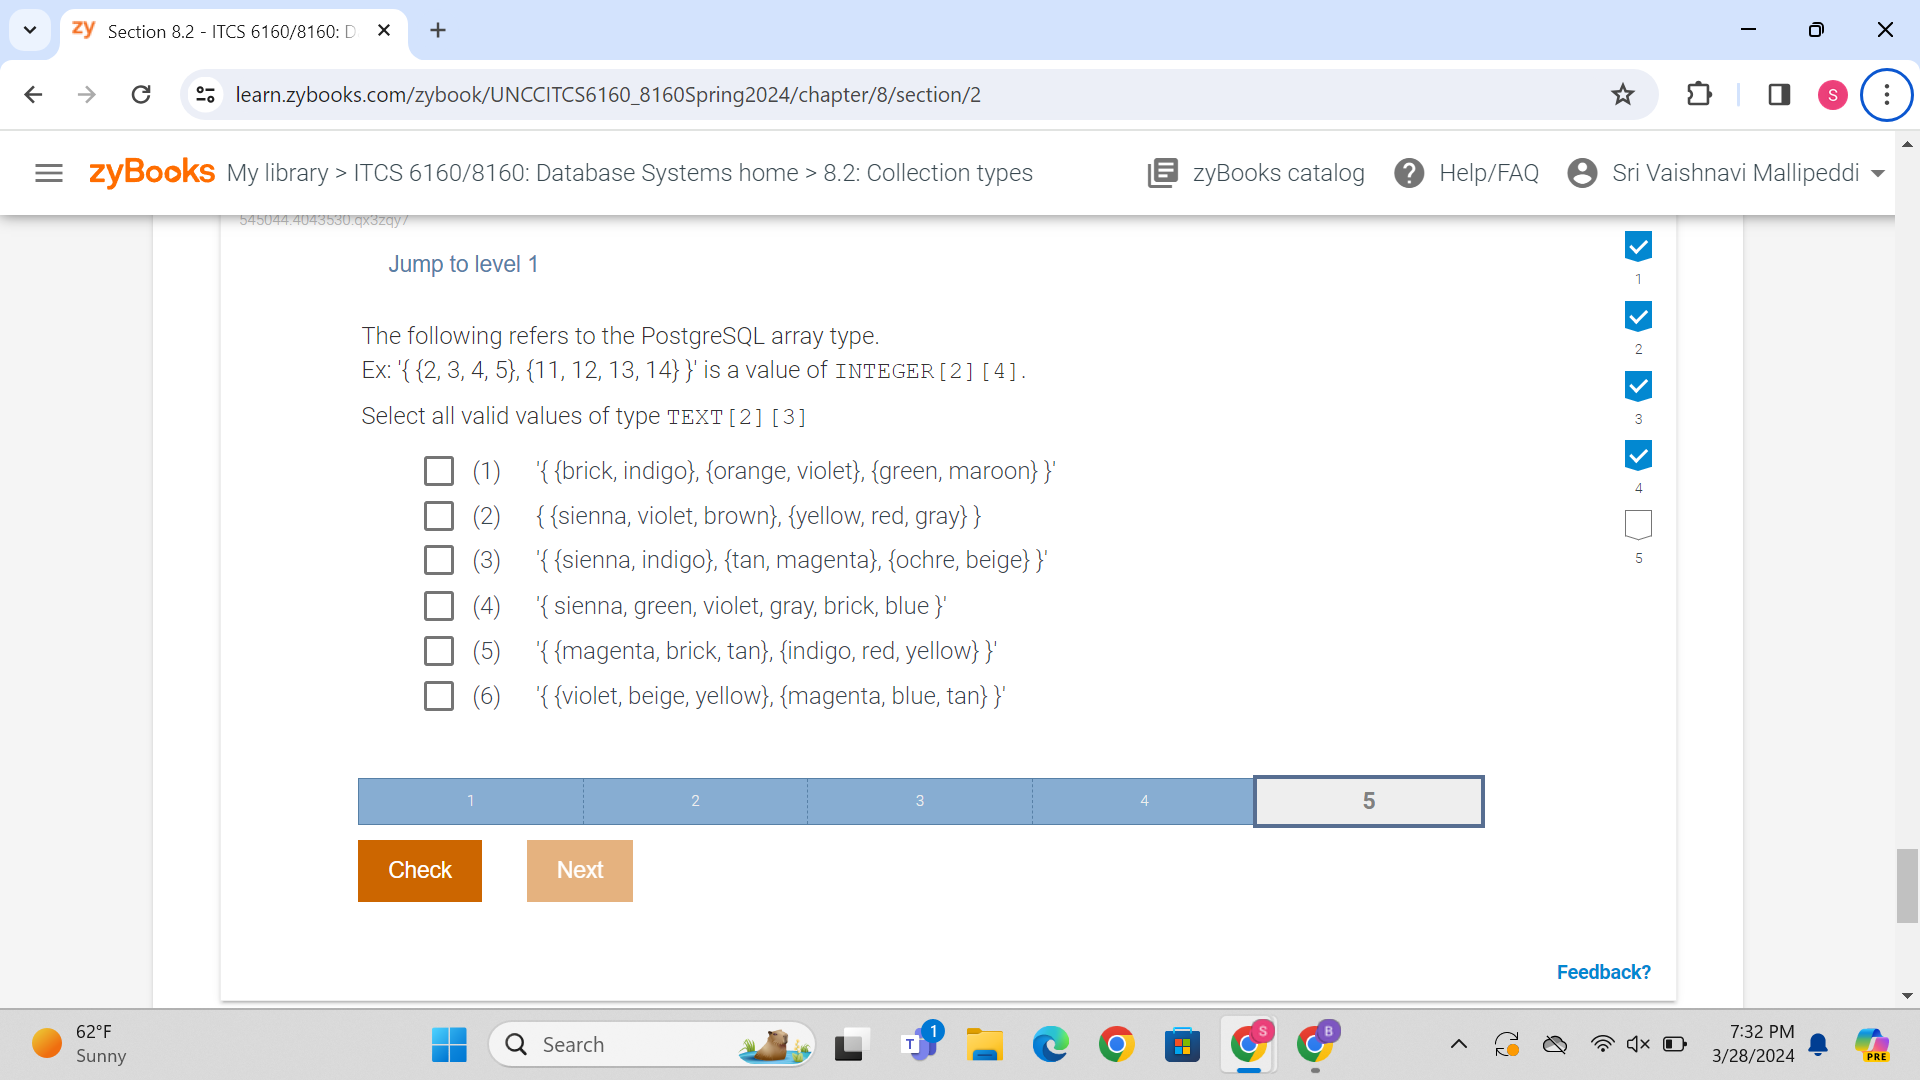 zy Section 8.2 - ITCS 6160/8160: D
learn.zybooks.com/zybook/UNCCITCS6160_8160Spring2024/chapter/8/section/2
S
zyBooks My library > ITCS 6160/8160: Database Systems home > 8.2: Collection types
zyBooks catalog
Help/FAQ
Sri Vaishnavi Mallipeddi
545044.4043530.qx3zqy7
Jump to level 1
1
2
3
4
5
The following refers to the PostgreSQL array type.
Ex: '{ {2, 3, 4, 5}, {11, 12, 13, 14} }' is a value of INTEGER[2][4].
Select all valid values of type TEXT[2][3]
(1) '{ {brick, indigo}, {orange, violet}, {green, maroon} }'
(2) { {sienna, violet, brown}, {yellow, red, gray} }
(3) '{ {sienna, indigo}, {tan, magenta}, {ochre, beige} }'
(4) '{ sienna, green, violet, gray, brick, blue }'
(5) '{ {magenta, brick, tan}, {indigo, red, yellow} }'
(6) '{ {violet, beige, yellow}, {magenta, blue, tan} }'
1 2 3 4 5
Check Next
Feedback?
62°F
Sunny
Search
T 1
S
B
7:32 PM
3/28/2024
PRE